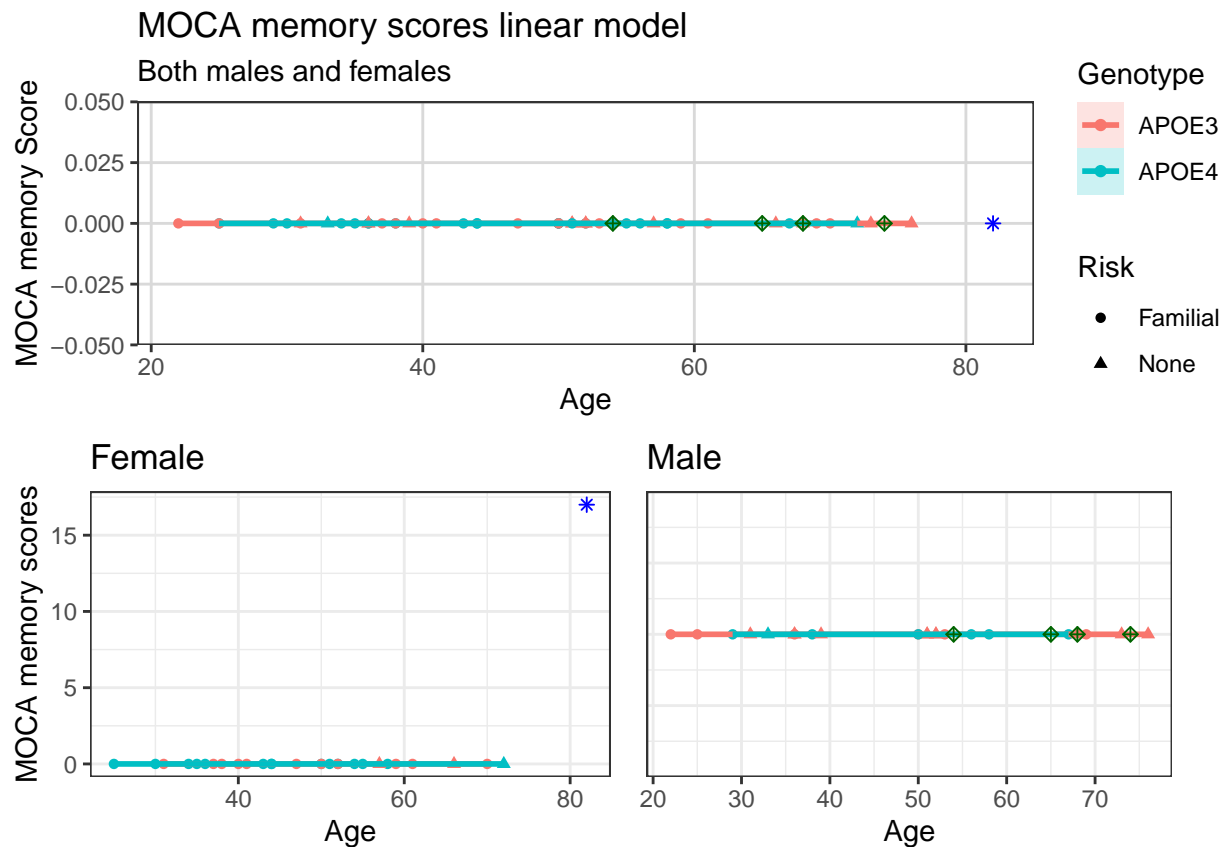 MOCA memory scores linear model
Both males and females
MOCA memory Score
0.050
0.025
0.000
−0.025
−0.050
20
40
60
80
Age
Genotype
APOE3
APOE4
Risk
Familial
None
Female
MOCA memory scores
15
10
5
0
40
60
80
Age
Male
20
30
40
50
60
70
Age